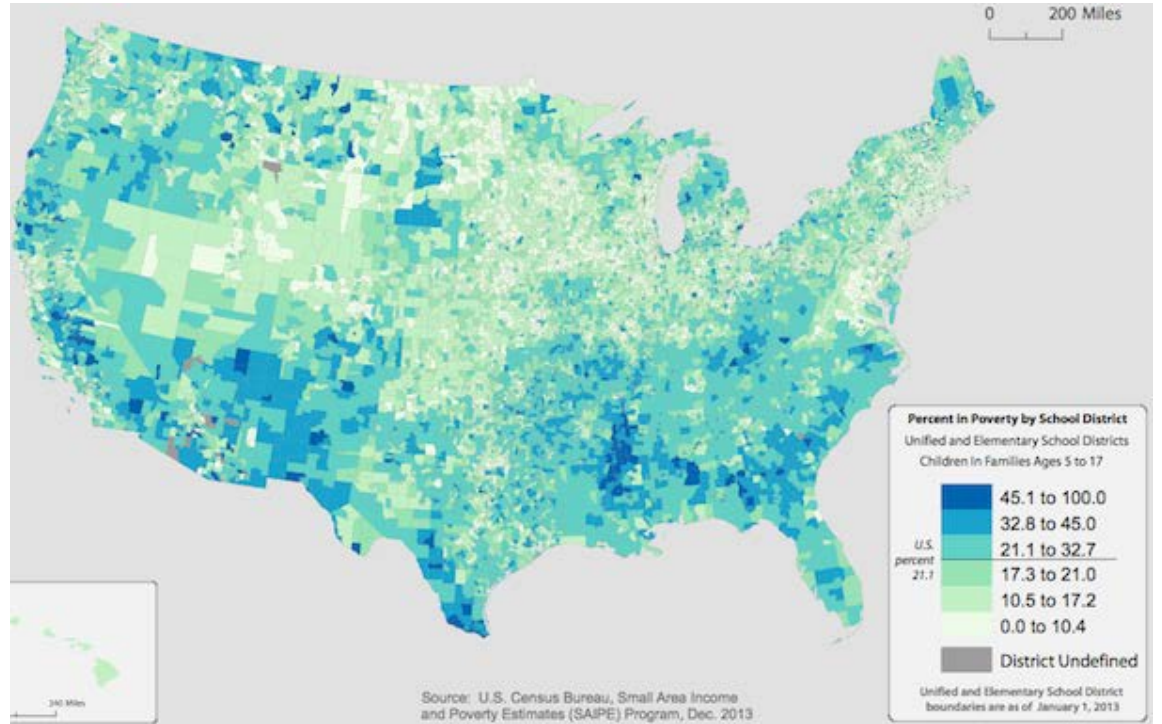 0 200 Miles
Percent in Poverty by School District
Unified and Elementary School Districts
Children In Families Ages 5 to 17
45.1 to 100.0
32.8 to 45.0
21.1 to 32.7
U.S.
percent
21.1
17.3 to 21.0
10.5 to 17.2
0.0 to 10.4
District Undefined
Unified and Elementary School District
boundaries are as of January 1, 2013
240 Miles
Source: U.S. Census Bureau, Small Area Income
and Poverty Estimates (SAIPE) Program, Dec. 2013